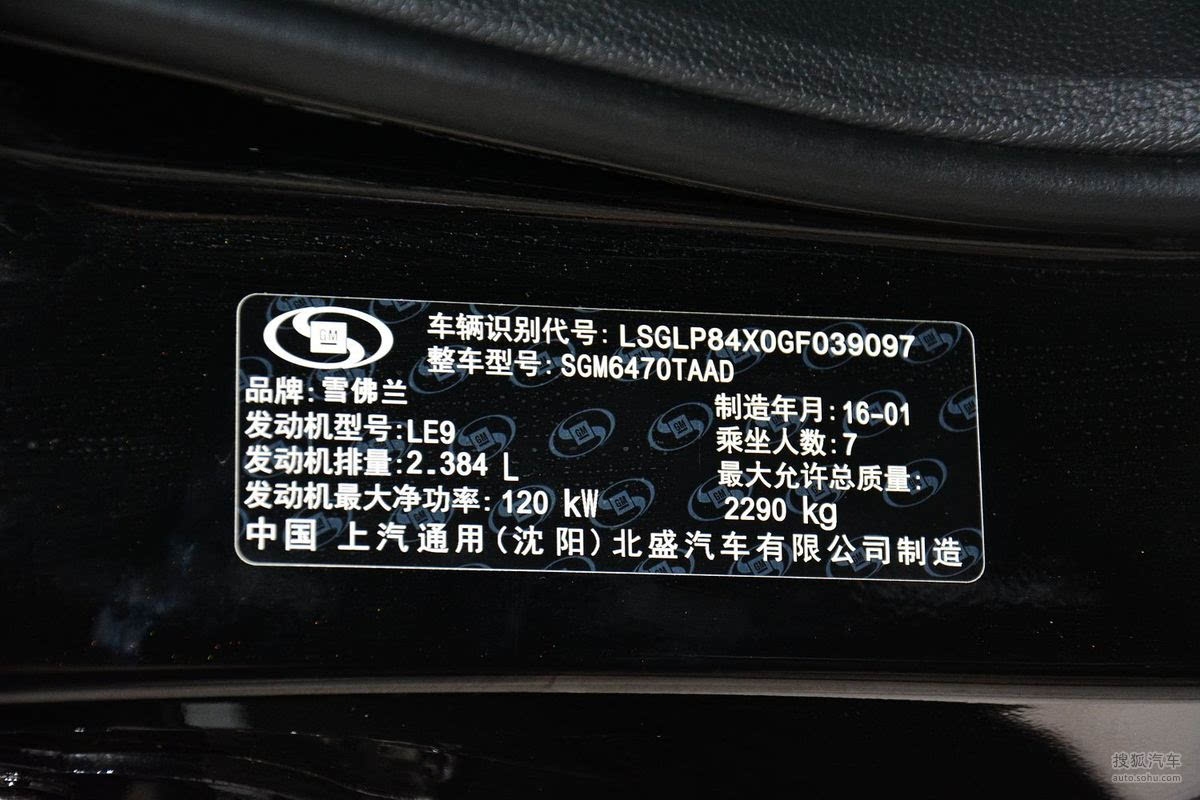 GM
车辆识别代号: LSGLP84X0GF039097
整车型号: SGM6470TAAD
品牌: 雪佛兰
制造年月: 16-01
发动机型号: LE9
乘坐人数: 7
发动机排量: 2.384 L
最大允许总质量:
2290 kg
发动机最大净功率: 120 kW
中国 上汽通用(沈阳)北盛汽车有限公司制造
搜狐汽车
auto.sohu.com